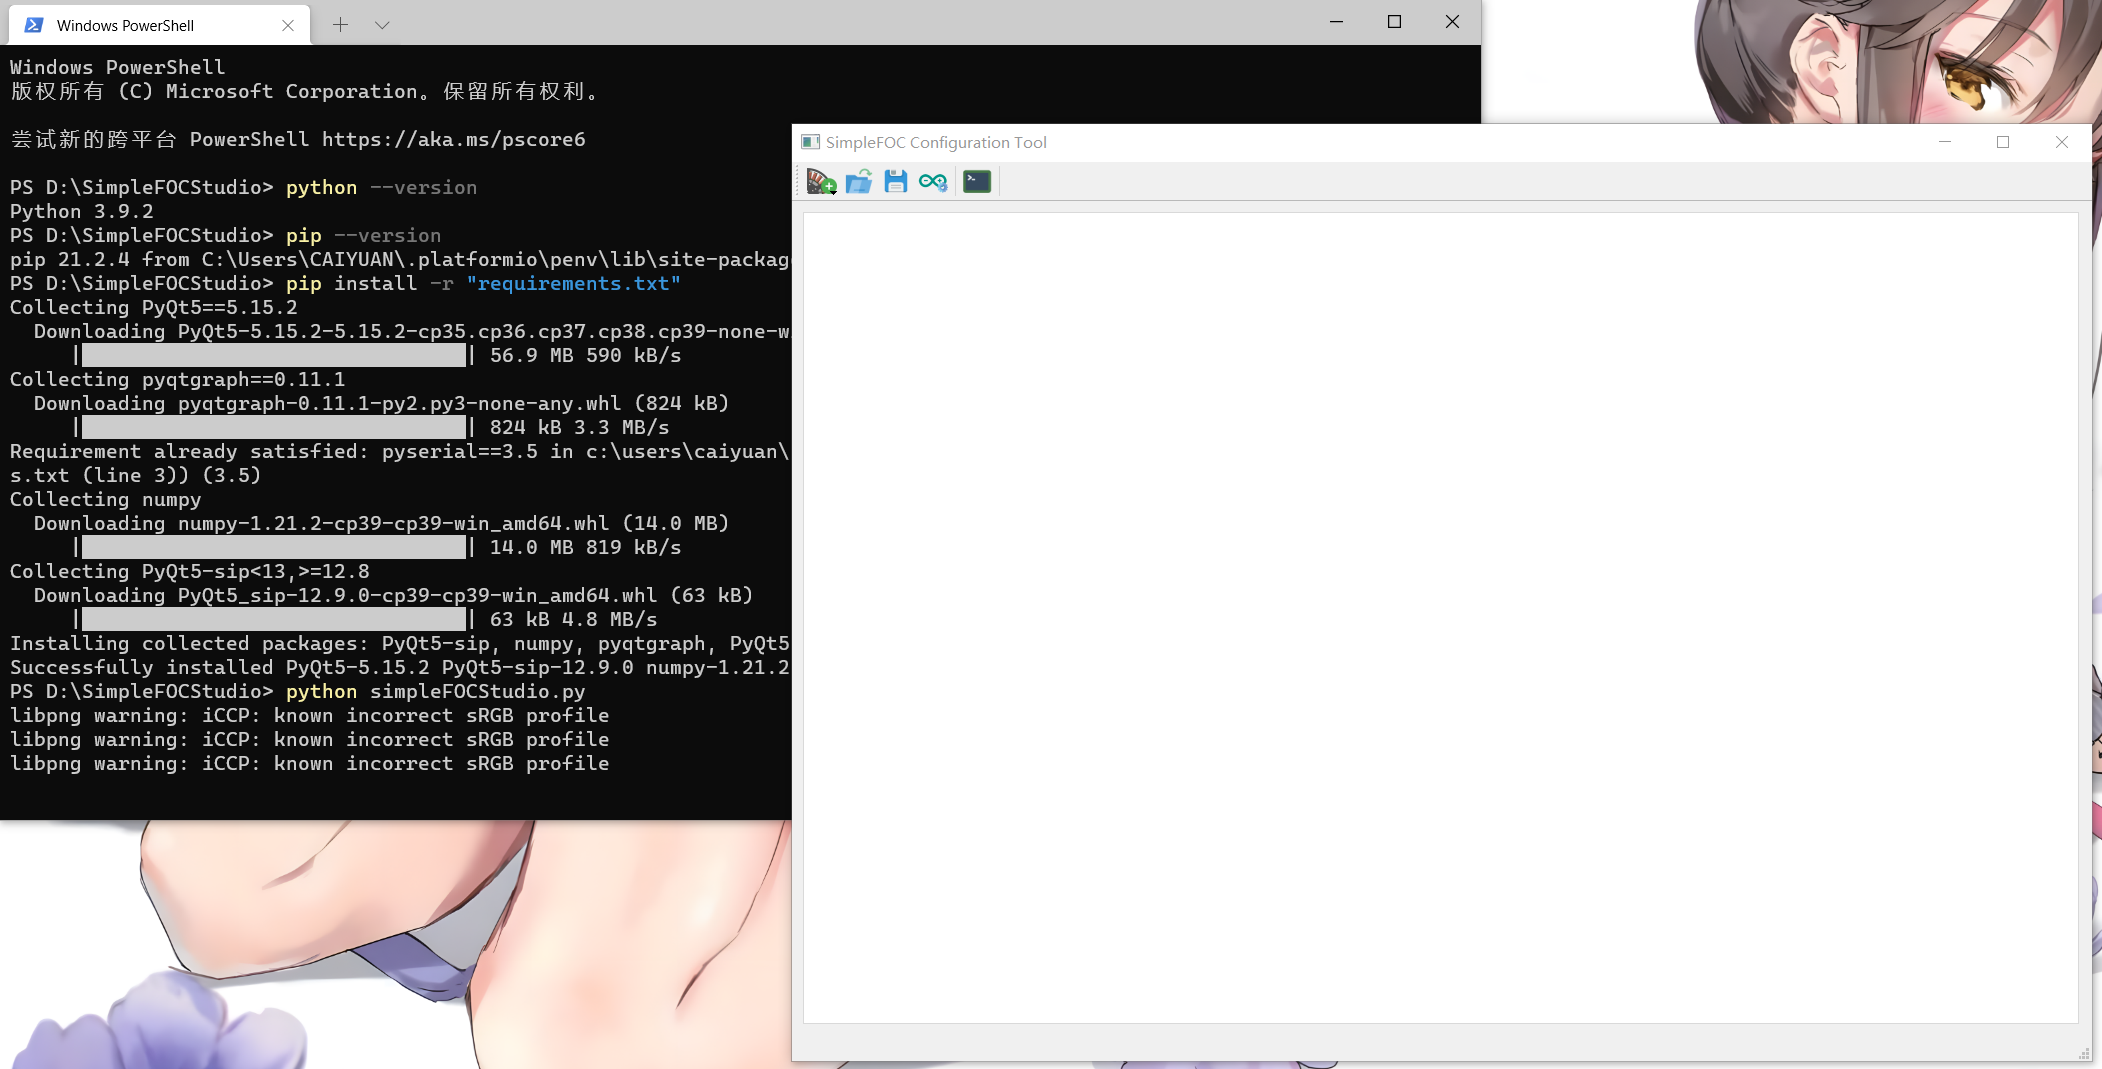 Windows PowerShell
Windows PowerShell
版权所有 (C) Microsoft Corporation。保留所有权利。
尝试新的跨平台 PowerShell https://aka.ms/pscore6
PS D:\SimpleFOCStudio> python --version
Python 3.9.2
PS D:\SimpleFOCStudio> pip --version
pip 21.2.4 from C:\Users\CAIYUAN\.platformio\penv\lib\site-packag
PS D:\SimpleFOCStudio> pip install -r "requirements.txt"
Collecting PyQt5==5.15.2
Downloading PyQt5-5.15.2-5.15.2-cp35.cp36.cp37.cp38.cp39-none-w
| | 56.9 MB 590 kB/s
Collecting pyqtgraph==0.11.1
Downloading pyqtgraph-0.11.1-py2.py3-none-any.whl (824 kB)
| | 824 kB 3.3 MB/s
Requirement already satisfied: pyserial==3.5 in c:\users\caiyuan\
s.txt (line 3)) (3.5)
Collecting numpy
Downloading numpy-1.21.2-cp39-cp39-win_amd64.whl (14.0 MB)
| | 14.0 MB 819 kB/s
Collecting PyQt5-sip<13,>=12.8
Downloading PyQt5_sip-12.9.0-cp39-cp39-win_amd64.whl (63 kB)
| | 63 kB 4.8 MB/s
Installing collected packages: PyQt5-sip, numpy, pyqtgraph, PyQt5
Successfully installed PyQt5-5.15.2 PyQt5-sip-12.9.0 numpy-1.21.2
PS D:\SimpleFOCStudio> python simpleFOCStudio.py
libpng warning: iCCP: known incorrect sRGB profile
libpng warning: iCCP: known incorrect sRGB profile
libpng warning: iCCP: known incorrect sRGB profile
SimpleFOC Configuration Tool